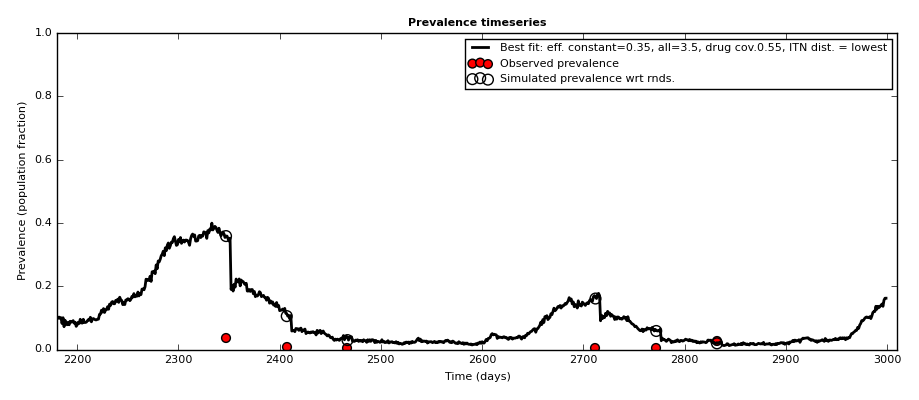 Prevalence timeseries
1.0
Best fit: eff. constant=0.35, all=3.5, drug cov.0.55, ITN dist. = lowest
Observed prevalence
Simulated prevalence wrt rnds.
0.8
0.6
0.4
0.2
0.0
Prevalence (population fraction)
2200 2300 2400 2500 2600 2700 2800 2900 3000
Time (days)